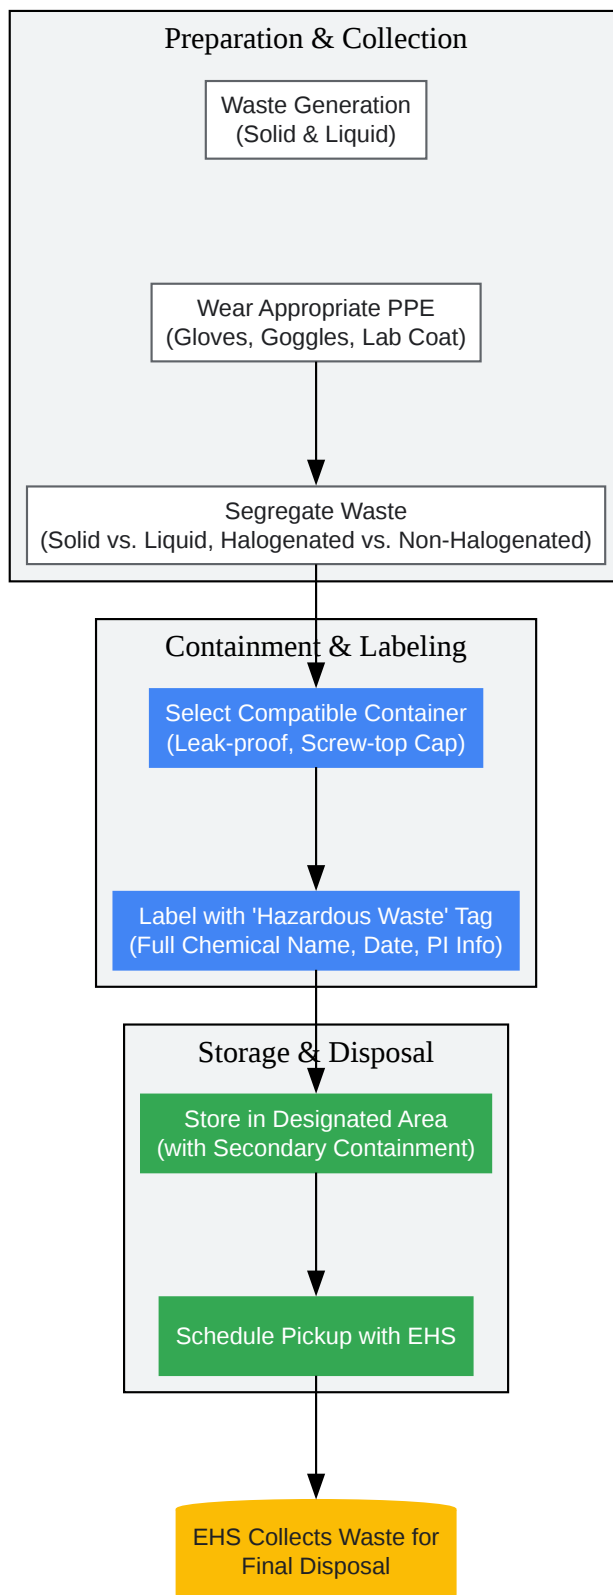 Preparation & Collection
Waste Generation
(Solid & Liquid)
Wear Appropriate PPE
(Gloves, Goggles, Lab Coat)
Segregate Waste
(Solid vs. Liquid, Halogenated vs. Non-Halogenated)
Containment & Labeling
Select Compatible Container
(Leak-proof, Screw-top Cap)
Label with 'Hazardous Waste' Tag
(Full Chemical Name, Date, PI Info)
Storage & Disposal
Store in Designated Area
(with Secondary Containment)
Schedule Pickup with EHS
EHS Collects Waste for
Final Disposal